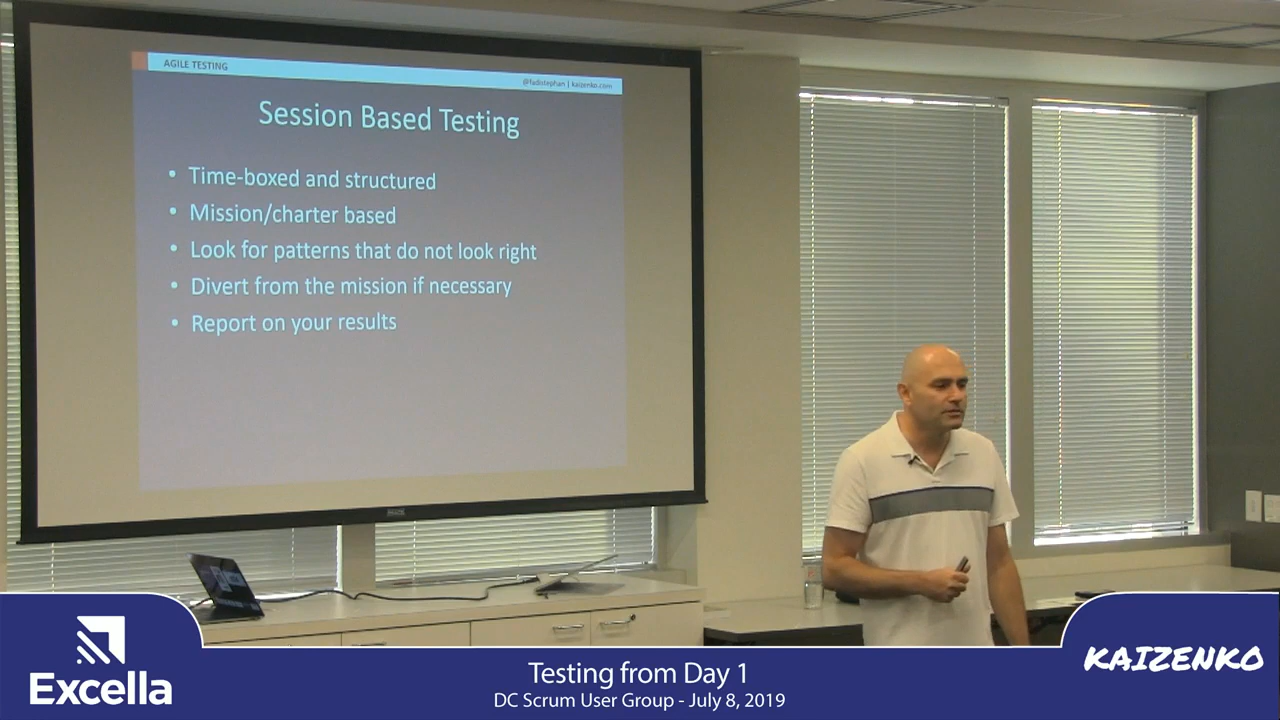 AGILE TESTING
@fadistephan | kaizenko.com
Session Based Testing
• Time-boxed and structured
• Mission/charter based
• Look for patterns that do not look right
• Divert from the mission if necessary
• Report on your results
Excella
Testing from Day 1
DC Scrum User Group - July 8, 2019
KAIZENKO